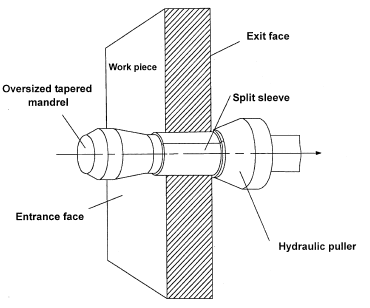 Exit face
Work piece
Oversized tapered
mandrel
Split sleeve
Entrance face
Hydraulic puller